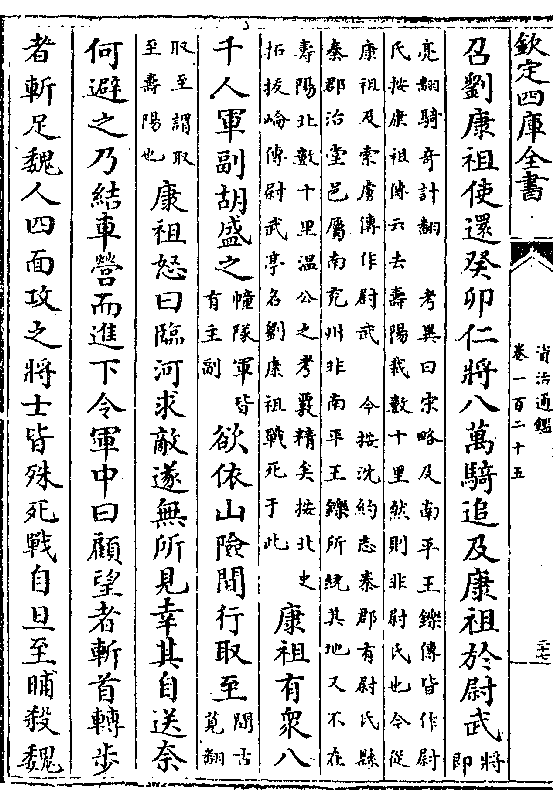 欽定四庫全書
資治通鑑
卷一百二十五
召劉康祖使還癸卯仁將八萬騎追及康祖於尉武將即
亮翻騎奇計翻 考異曰宋略及南平王鑠傳皆作尉
氏按康祖傳云去壽陽裁數十里然則非尉氏也今從
康祖及索虜傳作尉武 今按沈約志秦郡有尉氏縣
秦郡治堂邑屬南兖州非南平王鑠所統其地又不在
壽陽北數十里温公之考覈精矣按北史
拓拔崘傳尉武亭名劉康祖戰死于此
康祖有衆八
千人軍副胡盛之幢隊軍皆有主副欲依山險間行取至間古莧翻
取至謂取至壽陽也康祖怒曰臨河求敵遂無所見幸其自送奈
何避之乃結車營而進下令軍中曰顧望者斬首轉步
者斬足魏人四面攻之將士皆殊死戰自旦至晡殺魏